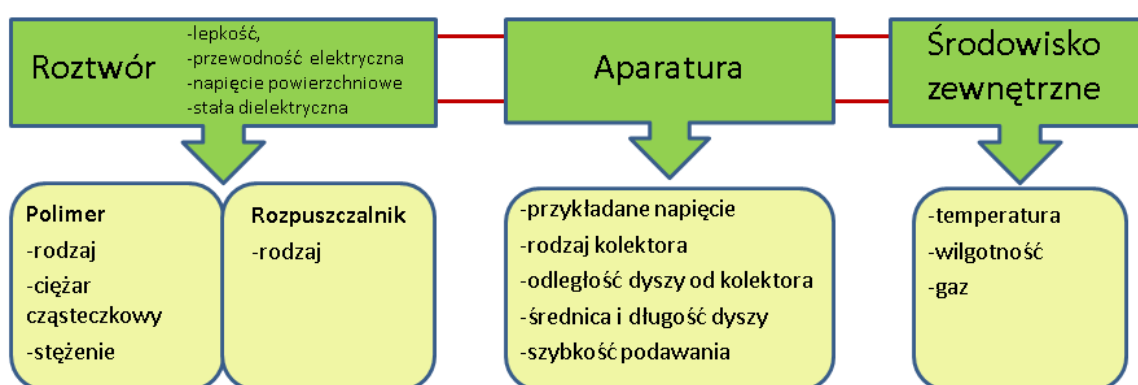 Roztwór
-lepkość,
-przewodność elektryczna
-napięcie powierzchniowe
-stała dielektryczna
Aparatura
Środowisko
zewnętrzne
Polimer
-rodzaj
-ciężar
cząsteczkowy
-stężenie
Rozpuszczalnik
-rodzaj
-przykładane napięcie
-rodzaj kolektora
-odległość dyszy od kolektora
-średnica i długość dyszy
-szybkość podawania
-temperatura
-wilgotność
-gaz